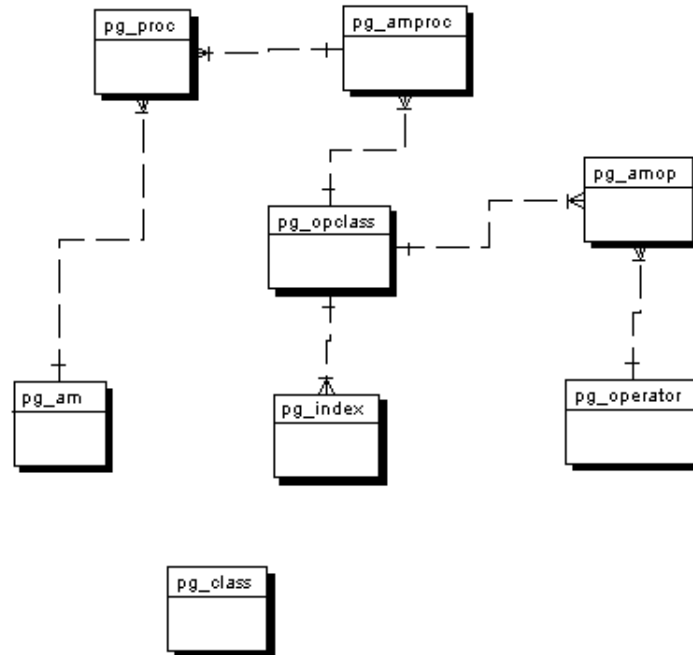 pg_proc
pg_amproc
pg_amop
pg_opclass
pg_am
pg_index
pg_operator
pg_class